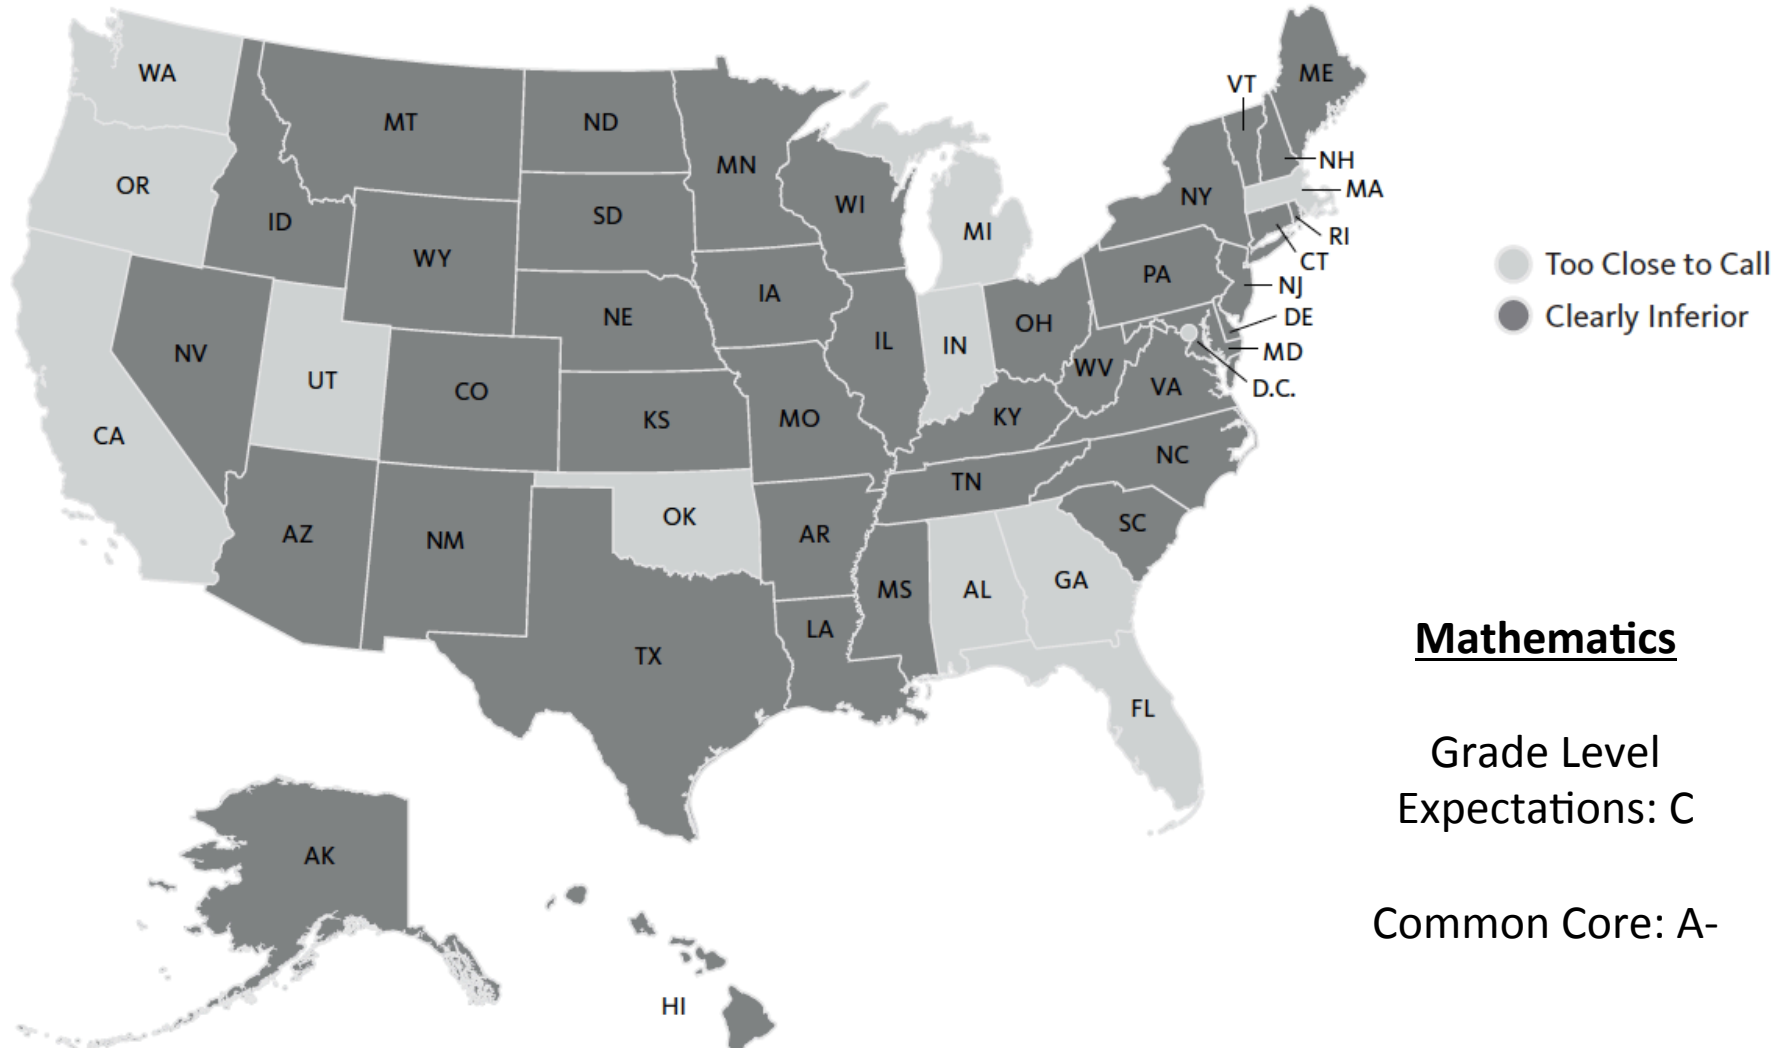 WA
MT
ND
MN
VT
ME
OR
ID
SD
WI
MI
NY
NH
MA
RI
CT
WY
IA
NE
PA
NJ
DE
MD
D.C.
NV
UT
CO
IL
IN
OH
WV
VA
CA
KS
MO
KY
NC
TN
SC
AZ
NM
OK
AR
MS
AL
GA
TX
LA
FL
AK
HI
Too Close to Call
Clearly Inferior
Mathematics
Grade Level
Expectations: C
Common Core: A-